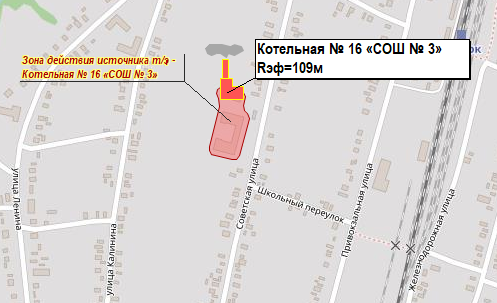 Котельная № 16 «СОШ № 3»
Rэф=109м
Зона действия источника т/э -
Котельная № 16 «СОШ № 3»
улица Ленина
улица Калинина
Советская улица
Школьный переулок
Привокзальная улица
Железнодорожная улица